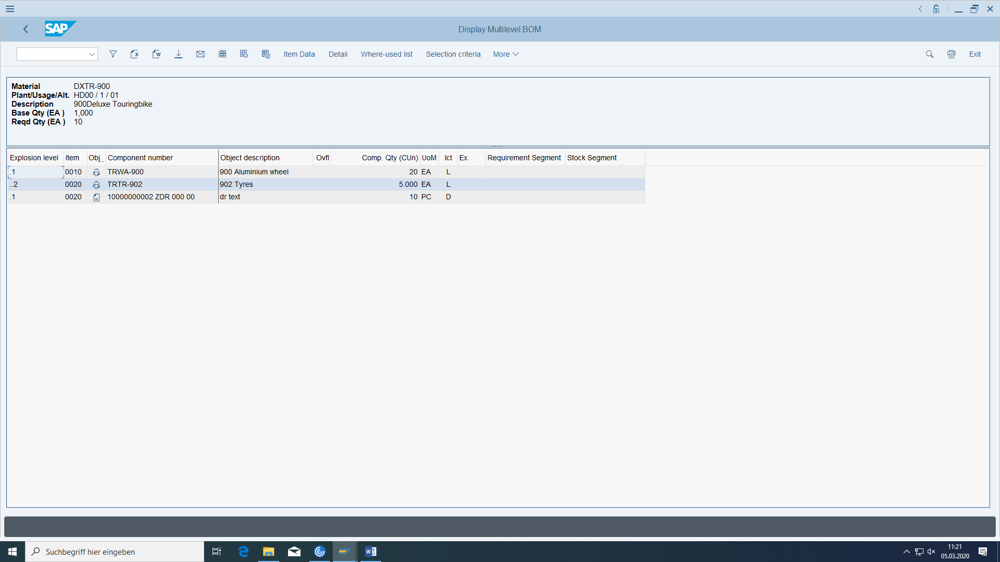 SAP
Display Multilevel BOM
Item Data Detail Where-used list Selection criteria More Exit
Material DXTR-900
Plant/Usage/Alt. HD00 / 1 / 01
Description 900Deluxe Touringbike
Base Qty (EA ) 1,000
Reqd Qty (EA ) 10
Explosion level Item Obj... Component number Object description Ovfl Comp. Qty (CUn) UoM Ict Ex. Requirement Segment Stock Segment
.1 0010 TRWA-900 900 Aluminium wheel 20 EA L
..2 0020 TRTR-902 902 Tyres 5.000 EA L
.1 0020 10000000002 ZDR 000 00 dr text 10 PC D
Suchbegriff hier eingeben
11:21
05.03.2020